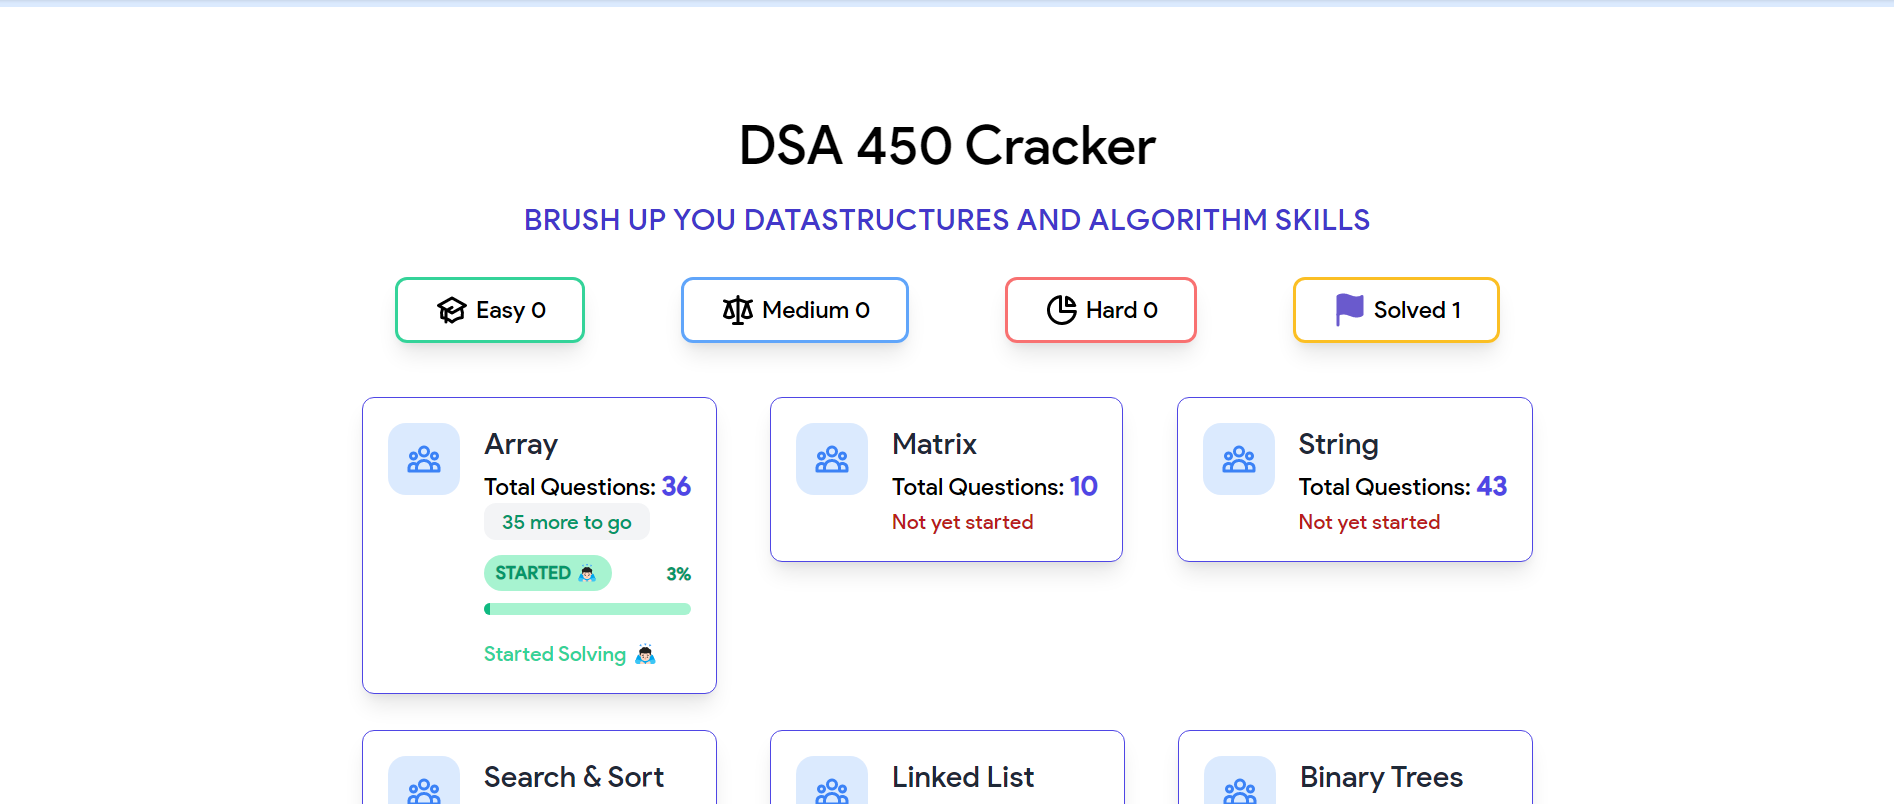 DSA 450 Cracker
BRUSH UP YOU DATASTRUCTURES AND ALGORITHM SKILLS
Easy 0
Medium 0
Hard 0
Solved 1
Array
Total Questions: 36
35 more to go
STARTED
3%
Started Solving
Matrix
Total Questions: 10
Not yet started
String
Total Questions: 43
Not yet started
Search & Sort
Linked List
Binary Trees